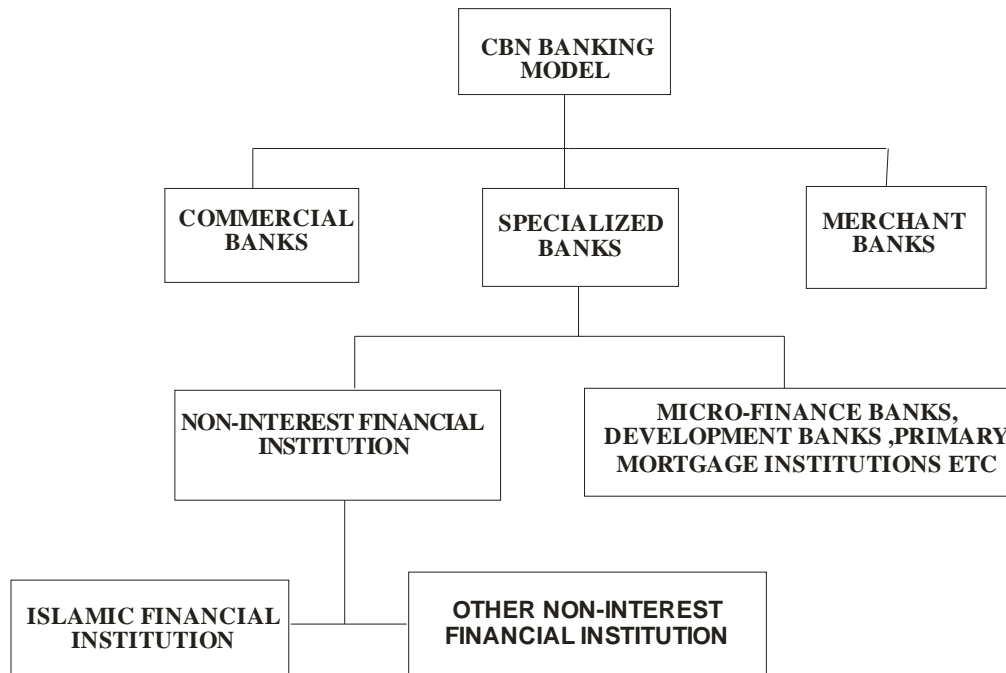 CBN BANKING
MODEL
COMMERCIAL
BANKS
SPECIALIZED
BANKS
MERCHANT
BANKS
NON-INTEREST FINANCIAL
INSTITUTION
MICRO-FINANCE BANKS,
DEVELOPMENT BANKS ,PRIMARY
MORTGAGE INSTITUTIONS ETC
ISLAMIC FINANCIAL
INSTITUTION
OTHER NON-INTEREST
FINANCIAL INSTITUTION